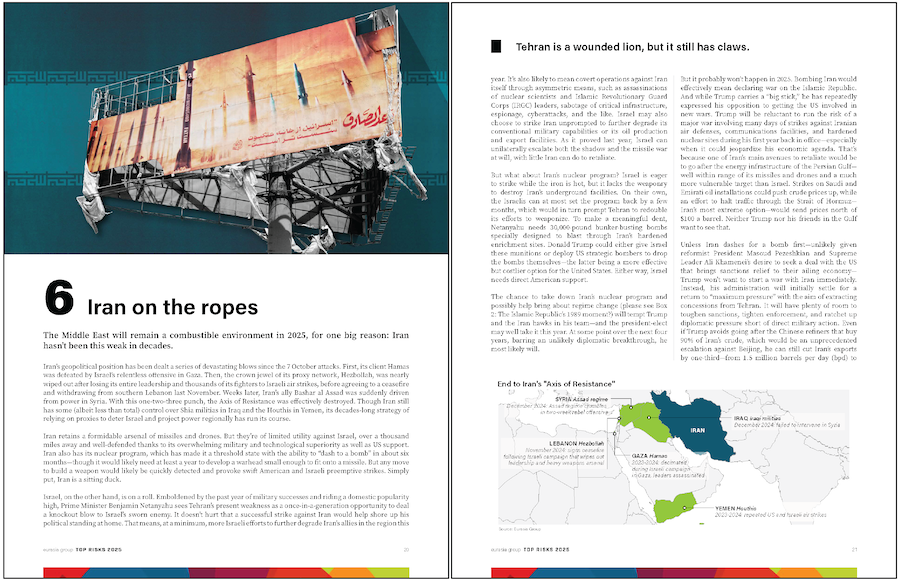 6 Iran on the ropes
The Middle East will remain a combustible environment in 2025, for one big reason: Iran
hasn't been this weak in decades.
Iran's geopolitical position has been dealt a series of devastating blows since the 7 October attacks. First, its client Hamas
was defeated by Israel's relentless offensive in Gaza. Then, the crown jewel of its proxy network, Hezbollah, was nearly
wiped out after losing its entire leadership and thousands of its fighters to Israeli air strikes, before agreeing to a ceasefire
and withdrawing from southern Lebanon last November. Weeks later, Iran's ally Bashar al Assad was suddenly driven
from power in Syria. With this one-two-three punch, the Axis of Resistance was effectively destroyed. Though Iran still
has some (albeit less than total) control over Shia militias in Iraq and the Houthis in Yemen, its decades-long strategy of
relying on proxies to deter Israel and project power regionally has run its course.
Iran retains a formidable arsenal of missiles and drones. But they're of limited utility against Israel, over a thousand
miles away and well-defended thanks to its overwhelming military and technological superiority as well as US support.
Iran also has its nuclear program, which has made it a threshold state with the ability to "dash to a bomb" in about six
months—though it would likely need at least a year to develop a warhead small enough to fit onto a missile. But any move
to build a weapon would likely be quickly detected and provoke swift American and Israeli preemptive strikes. Simply
put, Iran is a sitting duck.
Israel, on the other hand, is on a roll. Emboldened by the past year of military successes and riding a domestic popularity
high, Prime Minister Benjamin Netanyahu sees Tehran's present weakness as a once-in-a-generation opportunity to deal
a knockout blow to Israel's sworn enemy. It doesn't hurt that a successful strike against Iran would help shore up his
political standing at home. That means, at a minimum, more Israeli efforts to further degrade Iran's allies in the region this
eurasia group TOP RISKS 2025
20
Tehran is a wounded lion, but it still has claws.
year. It's also likely to mean covert operations against Iran
itself through asymmetric means, such as assassinations
of nuclear scientists and Islamic Revolutionary Guard
Corps (IRGC) leaders, sabotage of critical infrastructure,
espionage, cyberattacks, and the like. Israel may also
choose to strike Iran unprompted to further degrade its
conventional military capabilities or its oil production
and export facilities. As it proved last year, Israel can
unilaterally escalate both the shadow and the missile war
at will, with little Iran can do to retaliate.
But what about Iran's nuclear program? Israel is eager
to strike while the iron is hot, but it lacks the weaponry
to destroy Iran's underground facilities. On their own,
the Israelis can at most set the program back by a few
months, which would in turn prompt Tehran to redouble
its efforts to weaponize. To make a meaningful dent,
Netanyahu needs 30,000-pound bunker-busting bombs
specially designed to blast through Iran's hardened
enrichment sites. Donald Trump could either give Israel
these munitions or deploy US strategic bombers to drop
the bombs themselves—the latter being a more effective
but costlier option for the United States. Either way, Israel
needs direct American support.
The chance to take down Iran's nuclear program and
possibly help bring about regime change (please see Box
2: The Islamic Republic's 1989 moment?) will tempt Trump
and the Iran hawks in his team—and the president-elect
may well take it this year. At some point over the next four
years, barring an unlikely diplomatic breakthrough, he
most likely will.
But it probably won't happen in 2025. Bombing Iran would
effectively mean declaring war on the Islamic Republic.
And while Trump carries a "big stick," he has repeatedly
expressed his opposition to getting the US involved in
new wars. Trump will be reluctant to run the risk of a
major war involving many days of strikes against Iranian
air defenses, communications facilities, and hardened
nuclear sites during his first year back in office—especially
when it could jeopardize his economic agenda. That's
because one of Iran's main avenues to retaliate would be
to go after the energy infrastructure of the Persian Gulf—
well within range of its missiles and drones and a much
more vulnerable target than Israel. Strikes on Saudi and
Emirati oil installations could push crude prices up, while
an effort to halt traffic through the Strait of Hormuz—
Iran's most extreme option—would send prices north of
$100 a barrel. Neither Trump nor his friends in the Gulf
want to see that.
Unless Iran dashes for a bomb first—unlikely given
reformist President Masoud Pezeshkian and Supreme
Leader Ali Khamenei's desire to seek a deal with the US
that brings sanctions relief to their ailing economy—
Trump won't want to start a war with Iran immediately.
Instead, his administration will initially settle for a
return to "maximum pressure" with the aim of extracting
concessions from Tehran. It will have plenty of room to
toughen sanctions, tighten enforcement, and ratchet up
diplomatic pressure short of direct military action. Even
if Trump avoids going after the Chinese refiners that buy
90% of Iran's crude, which would be an unprecedented
escalation against Beijing, he can still cut Iran's exports
by one-third—from 1.8 million barrels per day (bpd) to
End to Iran's "Axis of Resistance"
SYRIA Assad regime
December 2024: Assad regime
IRAN
IRAQ Iraqi militias
December 2024: failed to intervene in Syria
LEBANON Hezbollah
November 2024: signs ceasefire
following Israeli campaign that wipes out
leadership and heavy weapons arsenal
GAZA Hamas
2023-2024: decimated
during Israeli campaign
in Gaza, leaders assassinated
YEMEN Houthis
2023-2024: repeated US and Israeli air strikes
Source: Eurasia Group
eurasia group TOP RISKS 2025
21